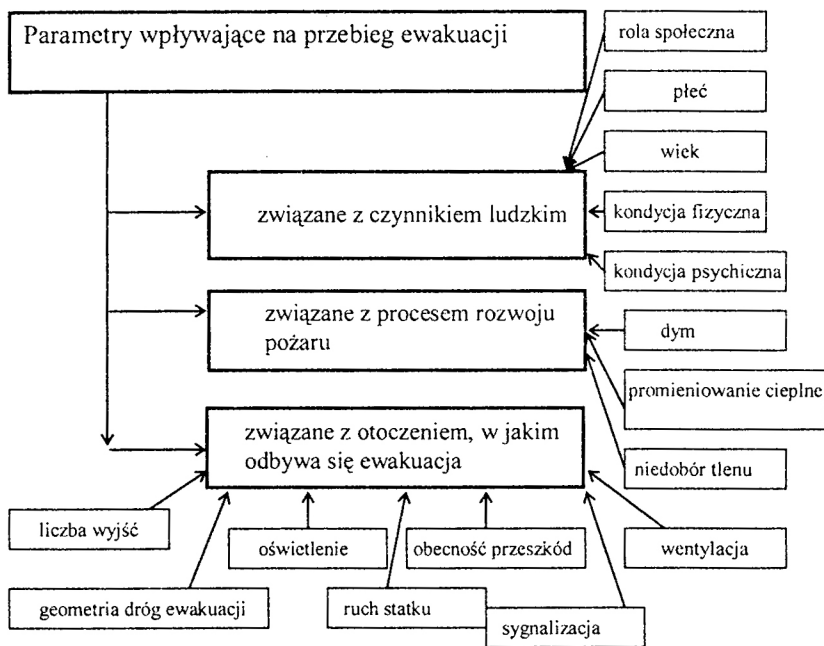 Parametry wpływające na przebieg ewakuacji
rola społeczna
płeć
wiek
związane z czynnikiem ludzkim
kondycja fizyczna
kondycja psychiczna
związane z procesem rozwoju
pożaru
dym
promieniowanie cieplne
niedobór tlenu
związane z otoczeniem, w jakim
odbywa się ewakuacja
liczba wyjść
oświetlenie
obecność przeszkód
wentylacja
geometria dróg ewakuacji
ruch statku
sygnalizacja